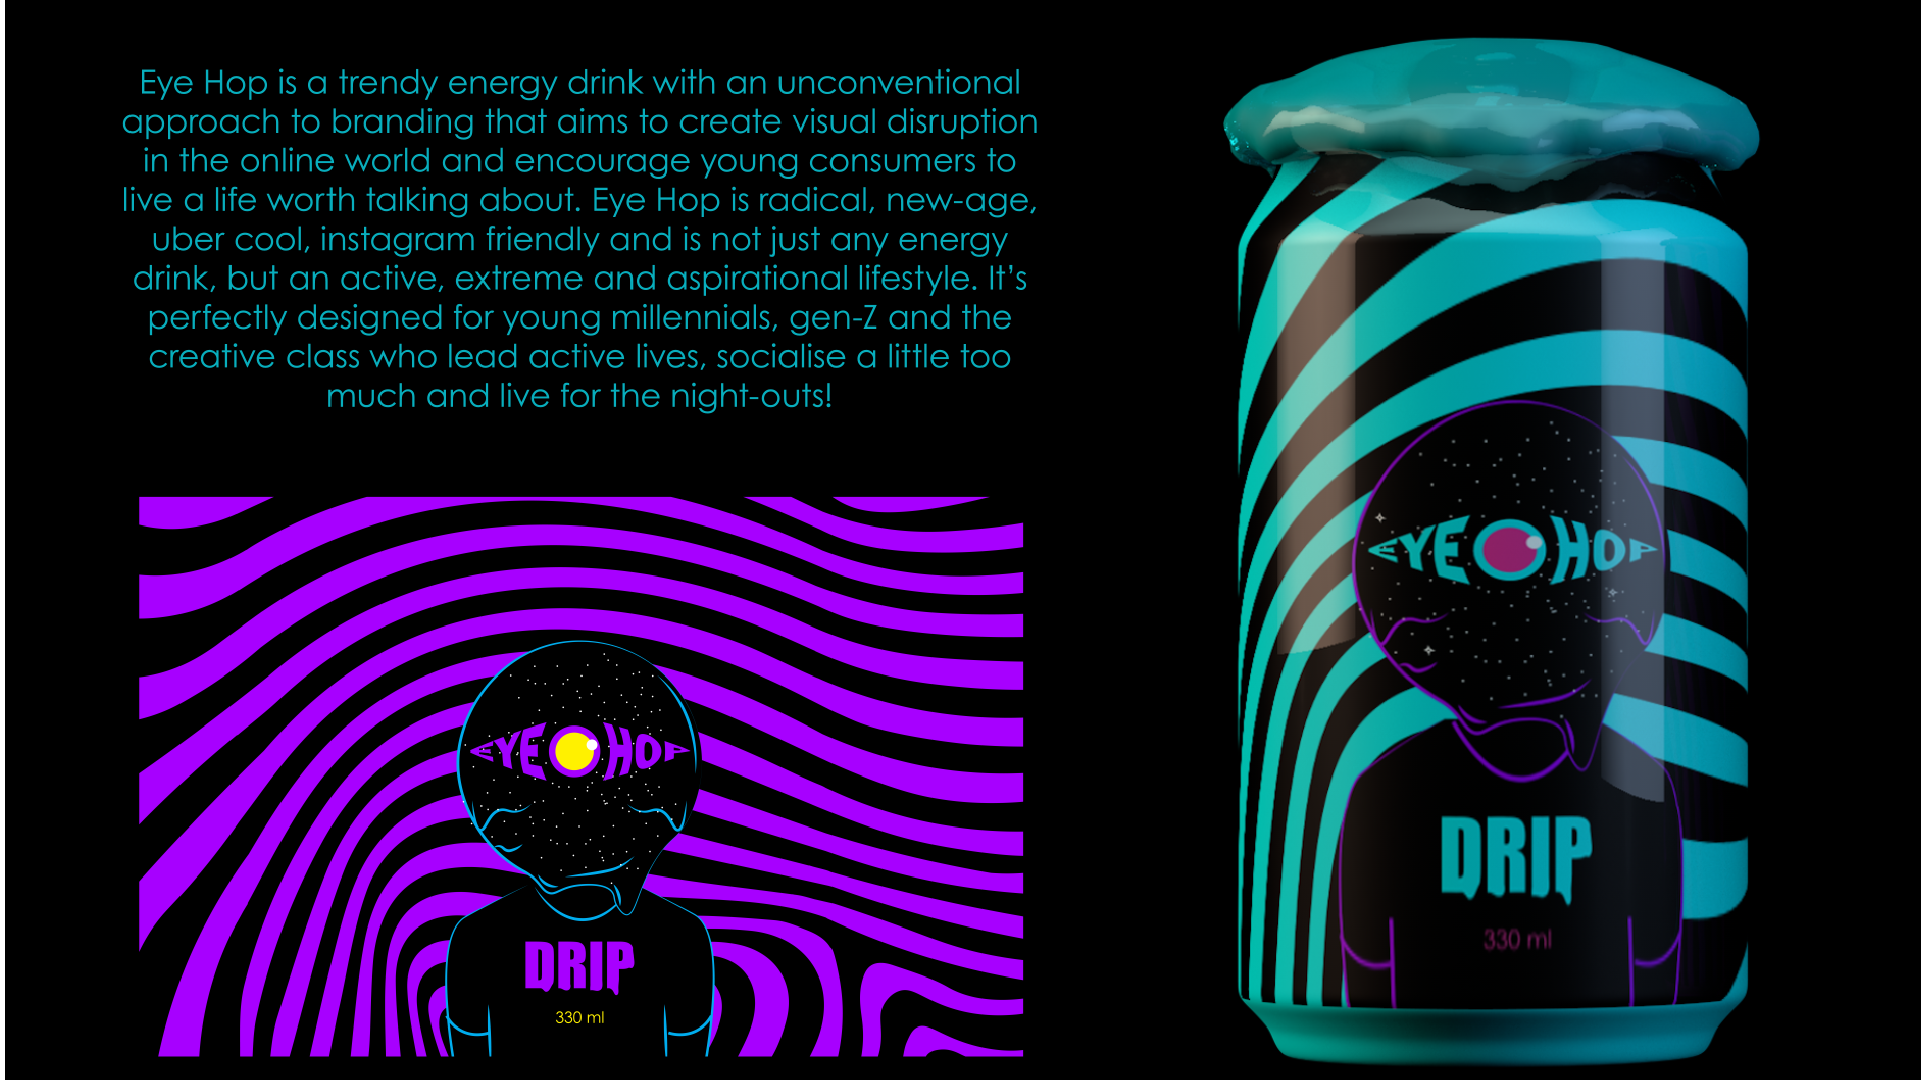 Eye Hop is a trendy energy drink with an unconventional
approach to branding that aims to create visual disruption
in the online world and encourage young consumers to
live a life worth talking about. Eye Hop is radical, new-age,
uber cool, instagram friendly and is not just any energy
drink, but an active, extreme and aspirational lifestyle. It’s
perfectly designed for young millennials, gen-Z and the
creative class who lead active lives, socialise a little too
much and live for the night-outs!
EYE HOP
DRIP
330 ml
EYE HOP
DRIP
330 ml